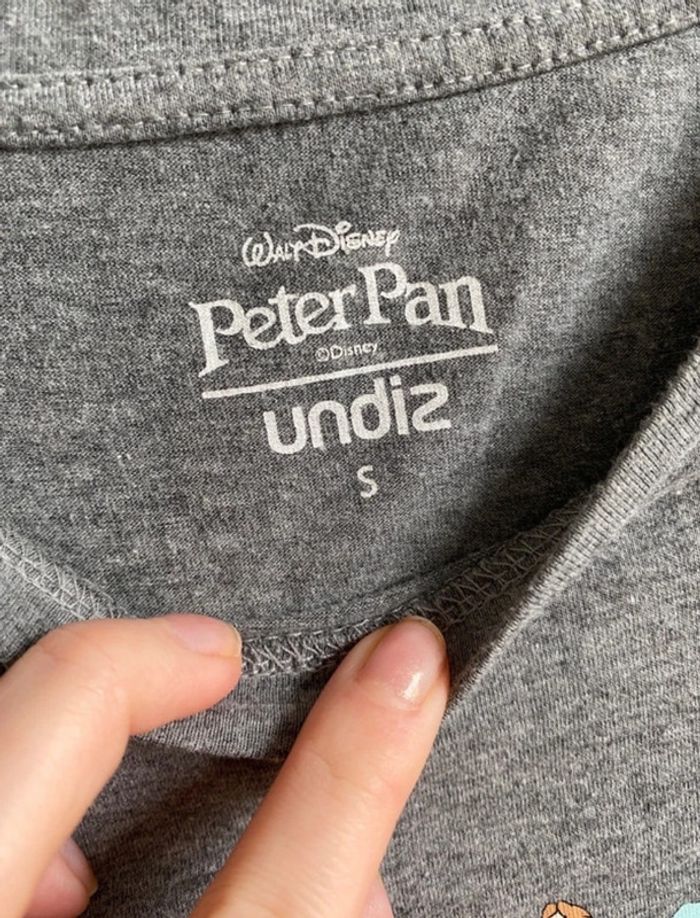 WALT DISNEY
Peter Pan
©Disney
undiz
S